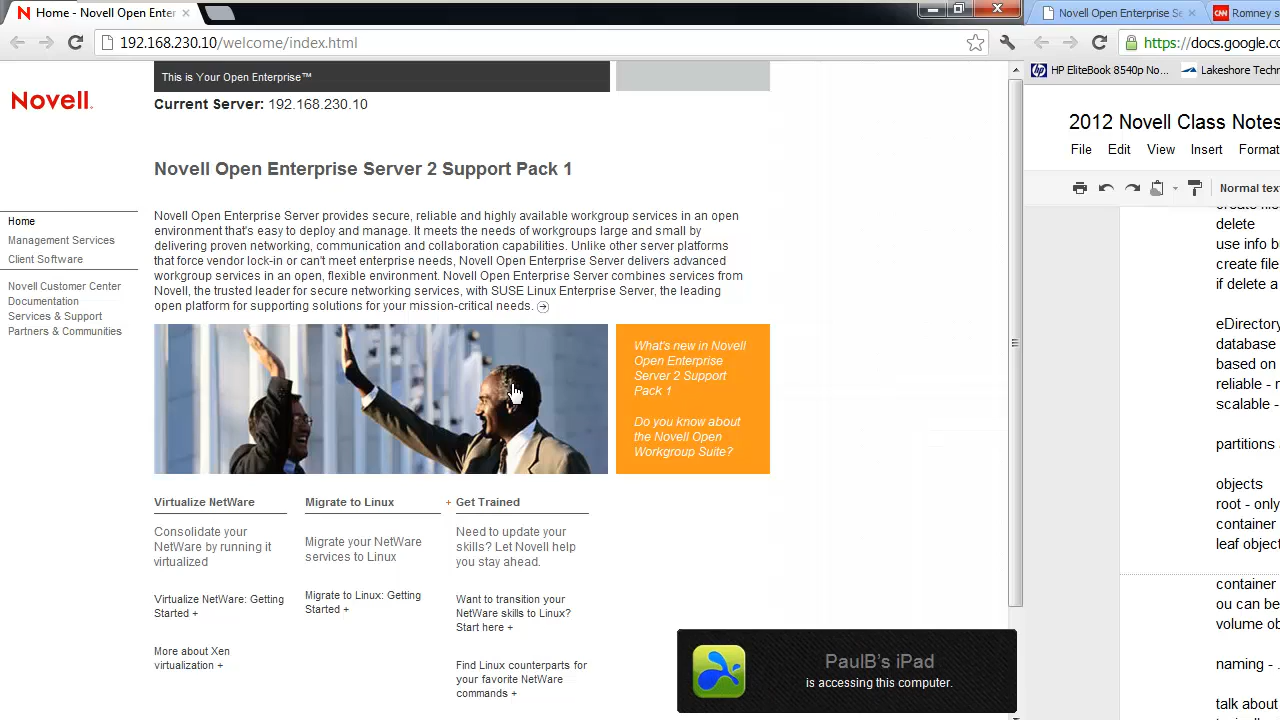 Home - Novell Open Enter
192.168.230.10/welcome/index.html
This is Your Open Enterprise™
Novell.
Current Server: 192.168.230.10
Novell Open Enterprise Server 2 Support Pack 1
Home
Management Services
Client Software
Novell Customer Center
Documentation
Services & Support
Partners & Communities
Novell Open Enterprise Server provides secure, reliable and highly available workgroup services in an open
environment that's easy to deploy and manage. It meets the needs of workgroups large and small by
delivering proven networking, communication and collaboration capabilities. Unlike other server platforms
that force vendor lock-in or can't meet enterprise needs, Novell Open Enterprise Server delivers advanced
workgroup services in an open, flexible environment. Novell Open Enterprise Server combines services from
Novell, the trusted leader for secure networking services, with SUSE Linux Enterprise Server, the leading
open platform for supporting solutions for your mission-critical needs.
What's new in Novell
Open Enterprise
Server 2 Support
Pack 1
Do you know about
the Novell Open
Workgroup Suite?
Virtualize NetWare
Consolidate your
NetWare by running it
virtualized
Virtualize NetWare: Getting
Started +
More about Xen
virtualization +
Migrate to Linux
Migrate your NetWare
services to Linux
Migrate to Linux: Getting
Started +
+ Get Trained
Need to update your
skills? Let Novell help
you stay ahead.
Want to transition your
NetWare skills to Linux?
Start here +
Find Linux counterparts for
your favorite NetWare
commands +
PaulB's iPad
is accessing this computer.
Novell Open Enterprise Se
CNN Romney s
https://docs.google.co
HP EliteBook 8540p No...
Lakeshore Techn
2012 Novell Class Notes
File Edit View Insert Format
Normal tex
create file
delete
use info b
create file
if delete a
eDirectory
database
based on
reliable - r
scalable -
partitions
objects
root - only
container
leaf object
container
ou can be
volume ob
naming -
talk about